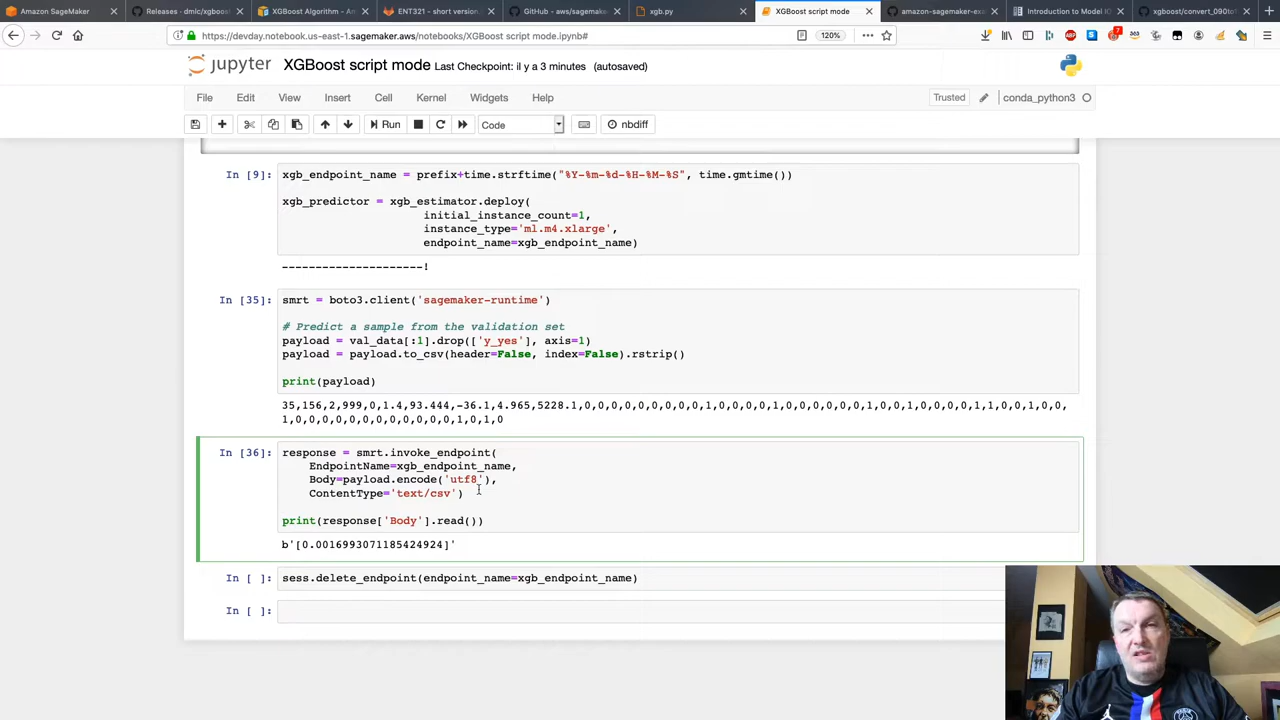 Amazon SageMaker
Releases · dmlc/xgboost
XGBoost Algorithm - Am
ENT321 - short version.
GitHub - aws/sagemake
xgb.py
XGBoost script mode
amazon-sagemaker-exa
Introduction to Model IO
xgboost/convert_090to1
https://devday.notebook.us-east-1.sagemaker.aws/notebooks/XGBoost script mode.ipynb#
120%
jupyter XGBoost script mode Last Checkpoint: il y a 3 minutes (autosaved)
File Edit View Insert Cell Kernel Widgets Help
Trusted conda_python3
Run Code nbdiff
In [9]: xgb_endpoint_name = prefix+time.strftime("%Y-%m-%d-%H-%M-%S", time.gmtime())
xgb_predictor = xgb_estimator.deploy(
initial_instance_count=1,
instance_type='ml.m4.xlarge',
endpoint_name=xgb_endpoint_name)
---------------------!
In [35]: smrt = boto3.client('sagemaker-runtime')
# Predict a sample from the validation set
payload = val_data[:1].drop(['y_yes'], axis=1)
payload = payload.to_csv(header=False, index=False).rstrip()
print(payload)
35,156,2,999,0,1.4,93.444,-36.1,4.965,5228.1,0,0,0,0,0,0,0,0,0,1,0,0,0,0,1,0,0,0,0,0,0,1,0,0,1,0,0,0,0,1,1,0,0,1,0,0,
1,0,0,0,0,0,0,0,0,0,0,0,0,1,0,1,0
In [36]: response = smrt.invoke_endpoint(
EndpointName=xgb_endpoint_name,
Body=payload.encode('utf8'),
ContentType='text/csv')
print(response['Body'].read())
b'[0.0016993071185424924]'
In [ ]: sess.delete_endpoint(endpoint_name=xgb_endpoint_name)
In [ ]: